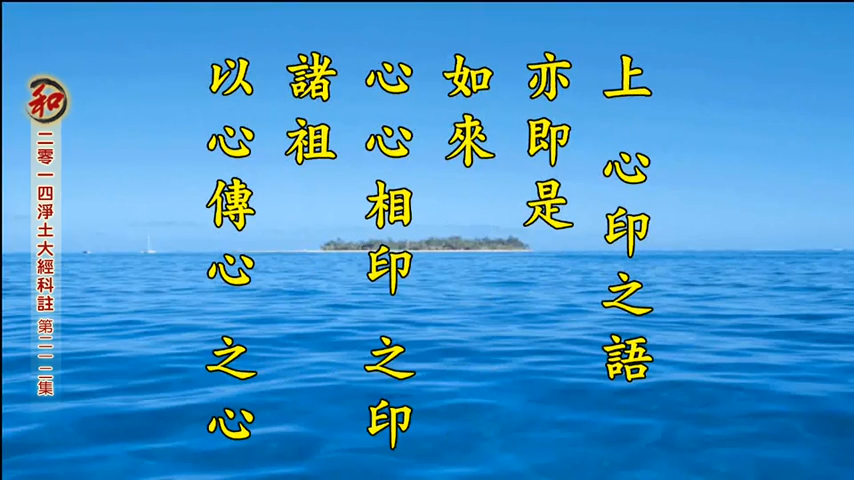 上 心印之語
亦即是
如來
心心相印 之印
諸祖
以心傳心 之心
和
二零一四淨土大經科註 第二一二集